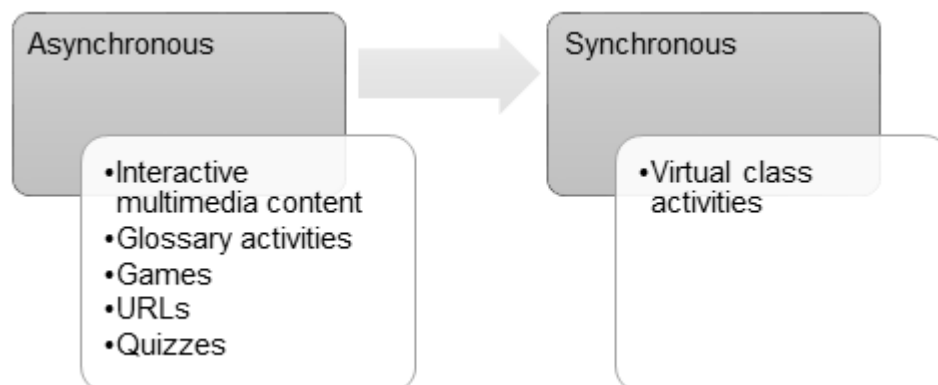 Asynchronous
•Interactive
multimedia content
•Glossary activities
•Games
•URLs
•Quizzes
Synchronous
•Virtual class
activities